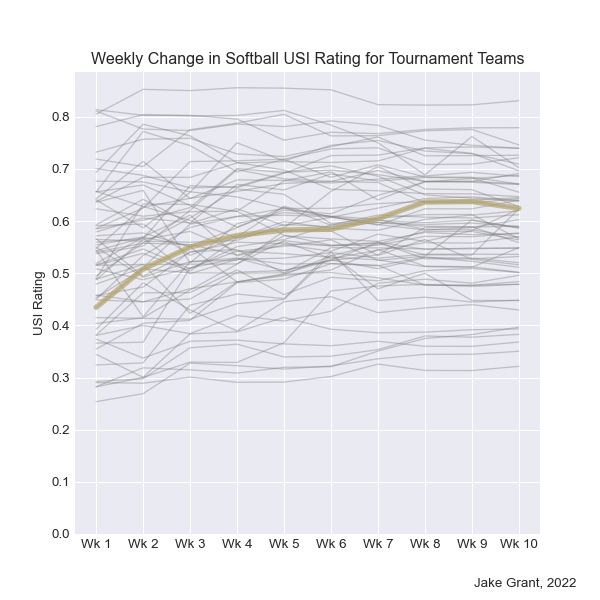 Weekly Change in Softball USI Rating for Tournament Teams
USI Rating
0.8
0.7
0.6
0.5
0.4
0.3
0.2
0.1
0.0
Wk 1 Wk 2 Wk 3 Wk 4 Wk 5 Wk 6 Wk 7 Wk 8 Wk 9 Wk 10
Jake Grant, 2022